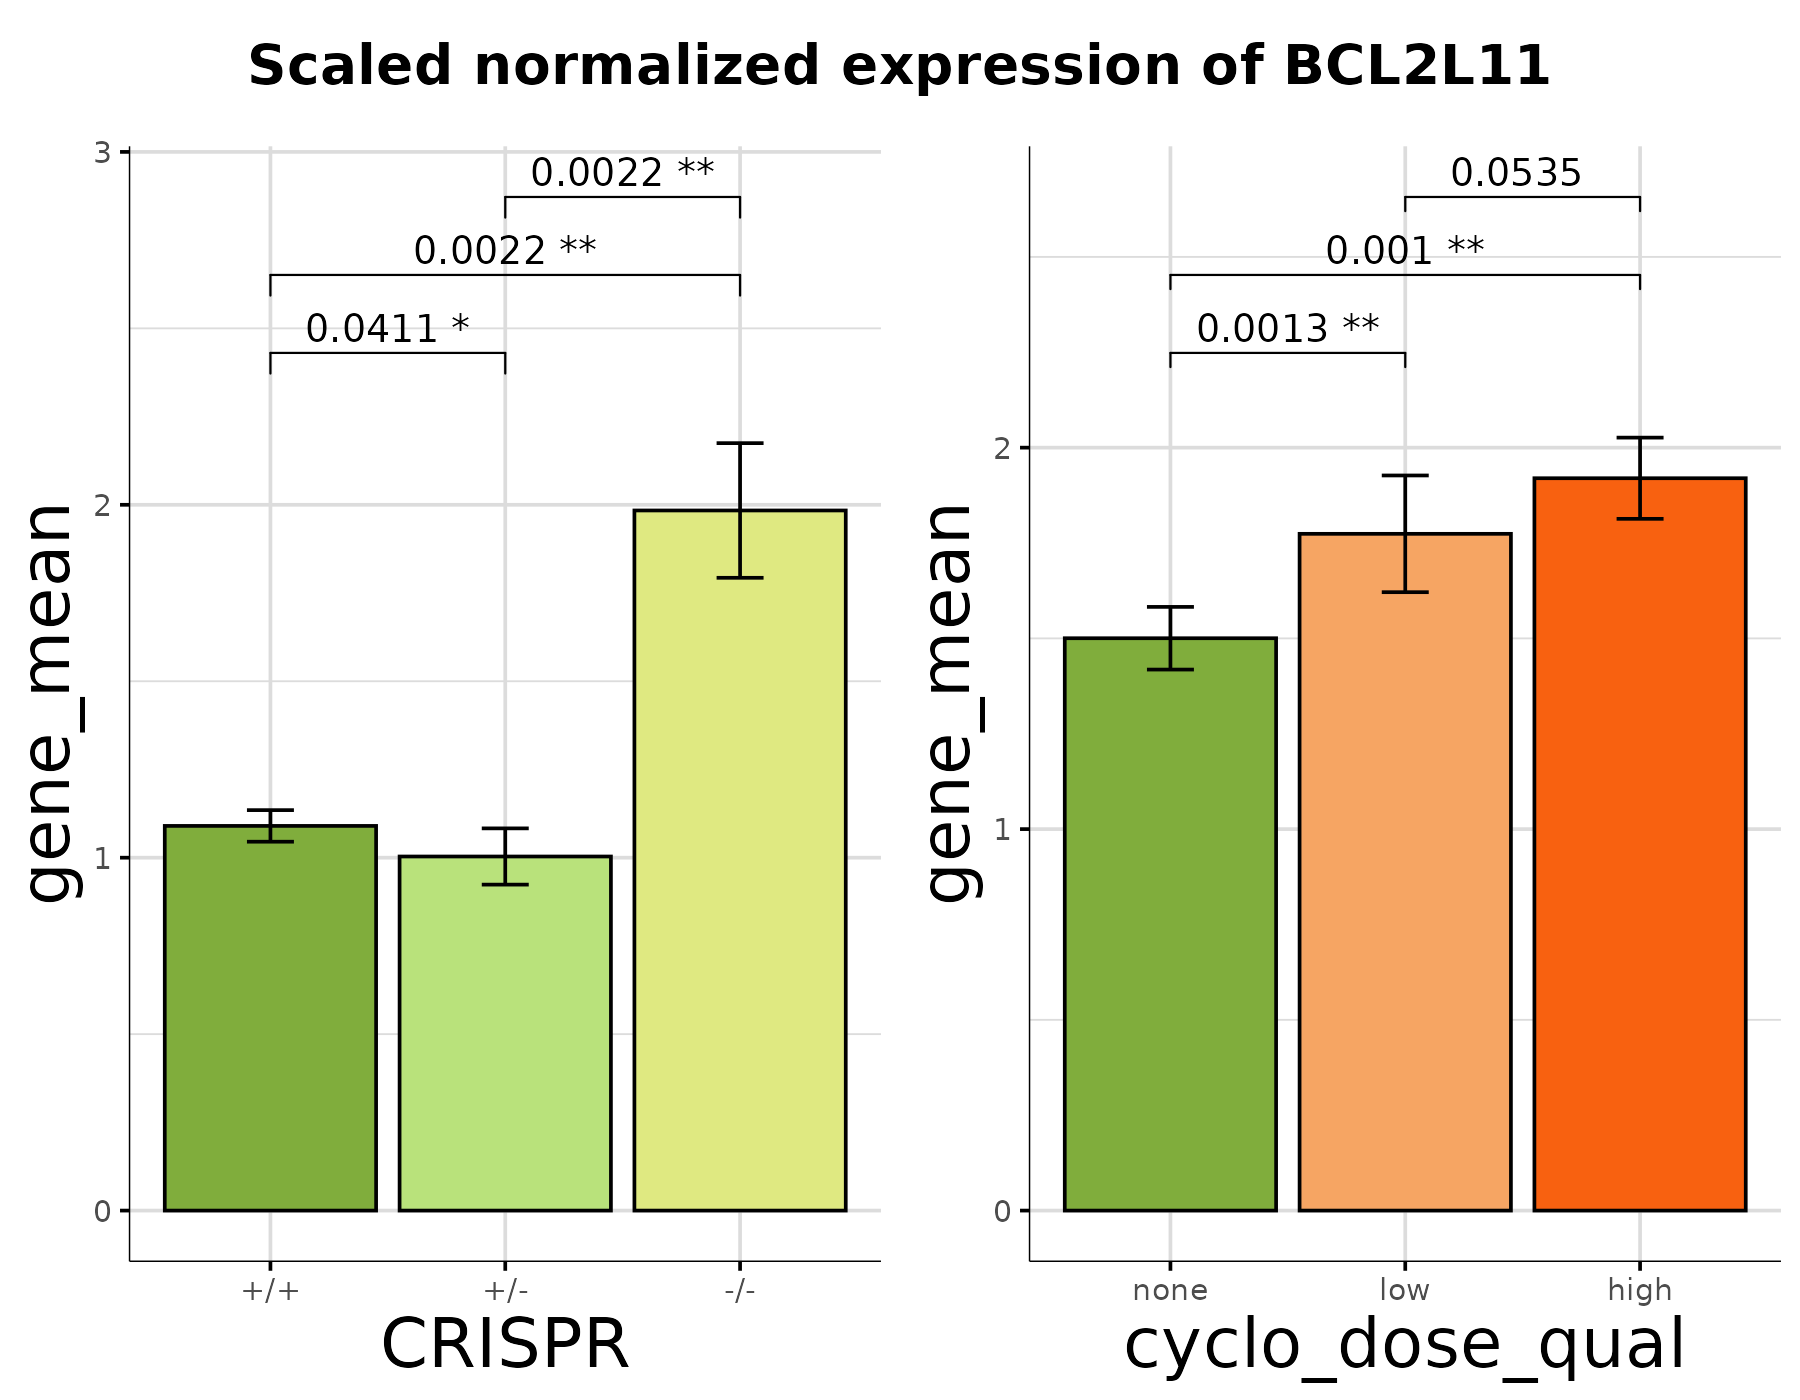 Scaled normalized expression of BCL2L11
gene_mean
3
2
1
0
0.0022 **
0.0022 **
0.0411 *
+/+ +/- -/-
CRISPR
gene_mean
2
1
0
0.0535
0.001 **
0.0013 **
none low high
cyclo_dose_qual